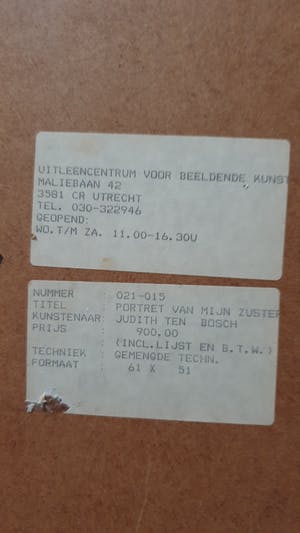 UITLEENCENTRUM VOOR BEELDENDE KUNST
MALIEBAAN 42
3581 CR UTRECHT
TEL. 030-322946
GEOPEND:
WO.T/M ZA. 11.00-16.30U
NUMMER : 021-015
TITEL : PORTRET VAN MIJN ZUSTER
KUNSTENAAR: JUDITH TEN BOSCH
PRIJS : 900.00
: (INCL.LIJST EN B.T.W.)
TECHNIEK : GEMENGDE TECHN.
FORMAAT : 61 X 51